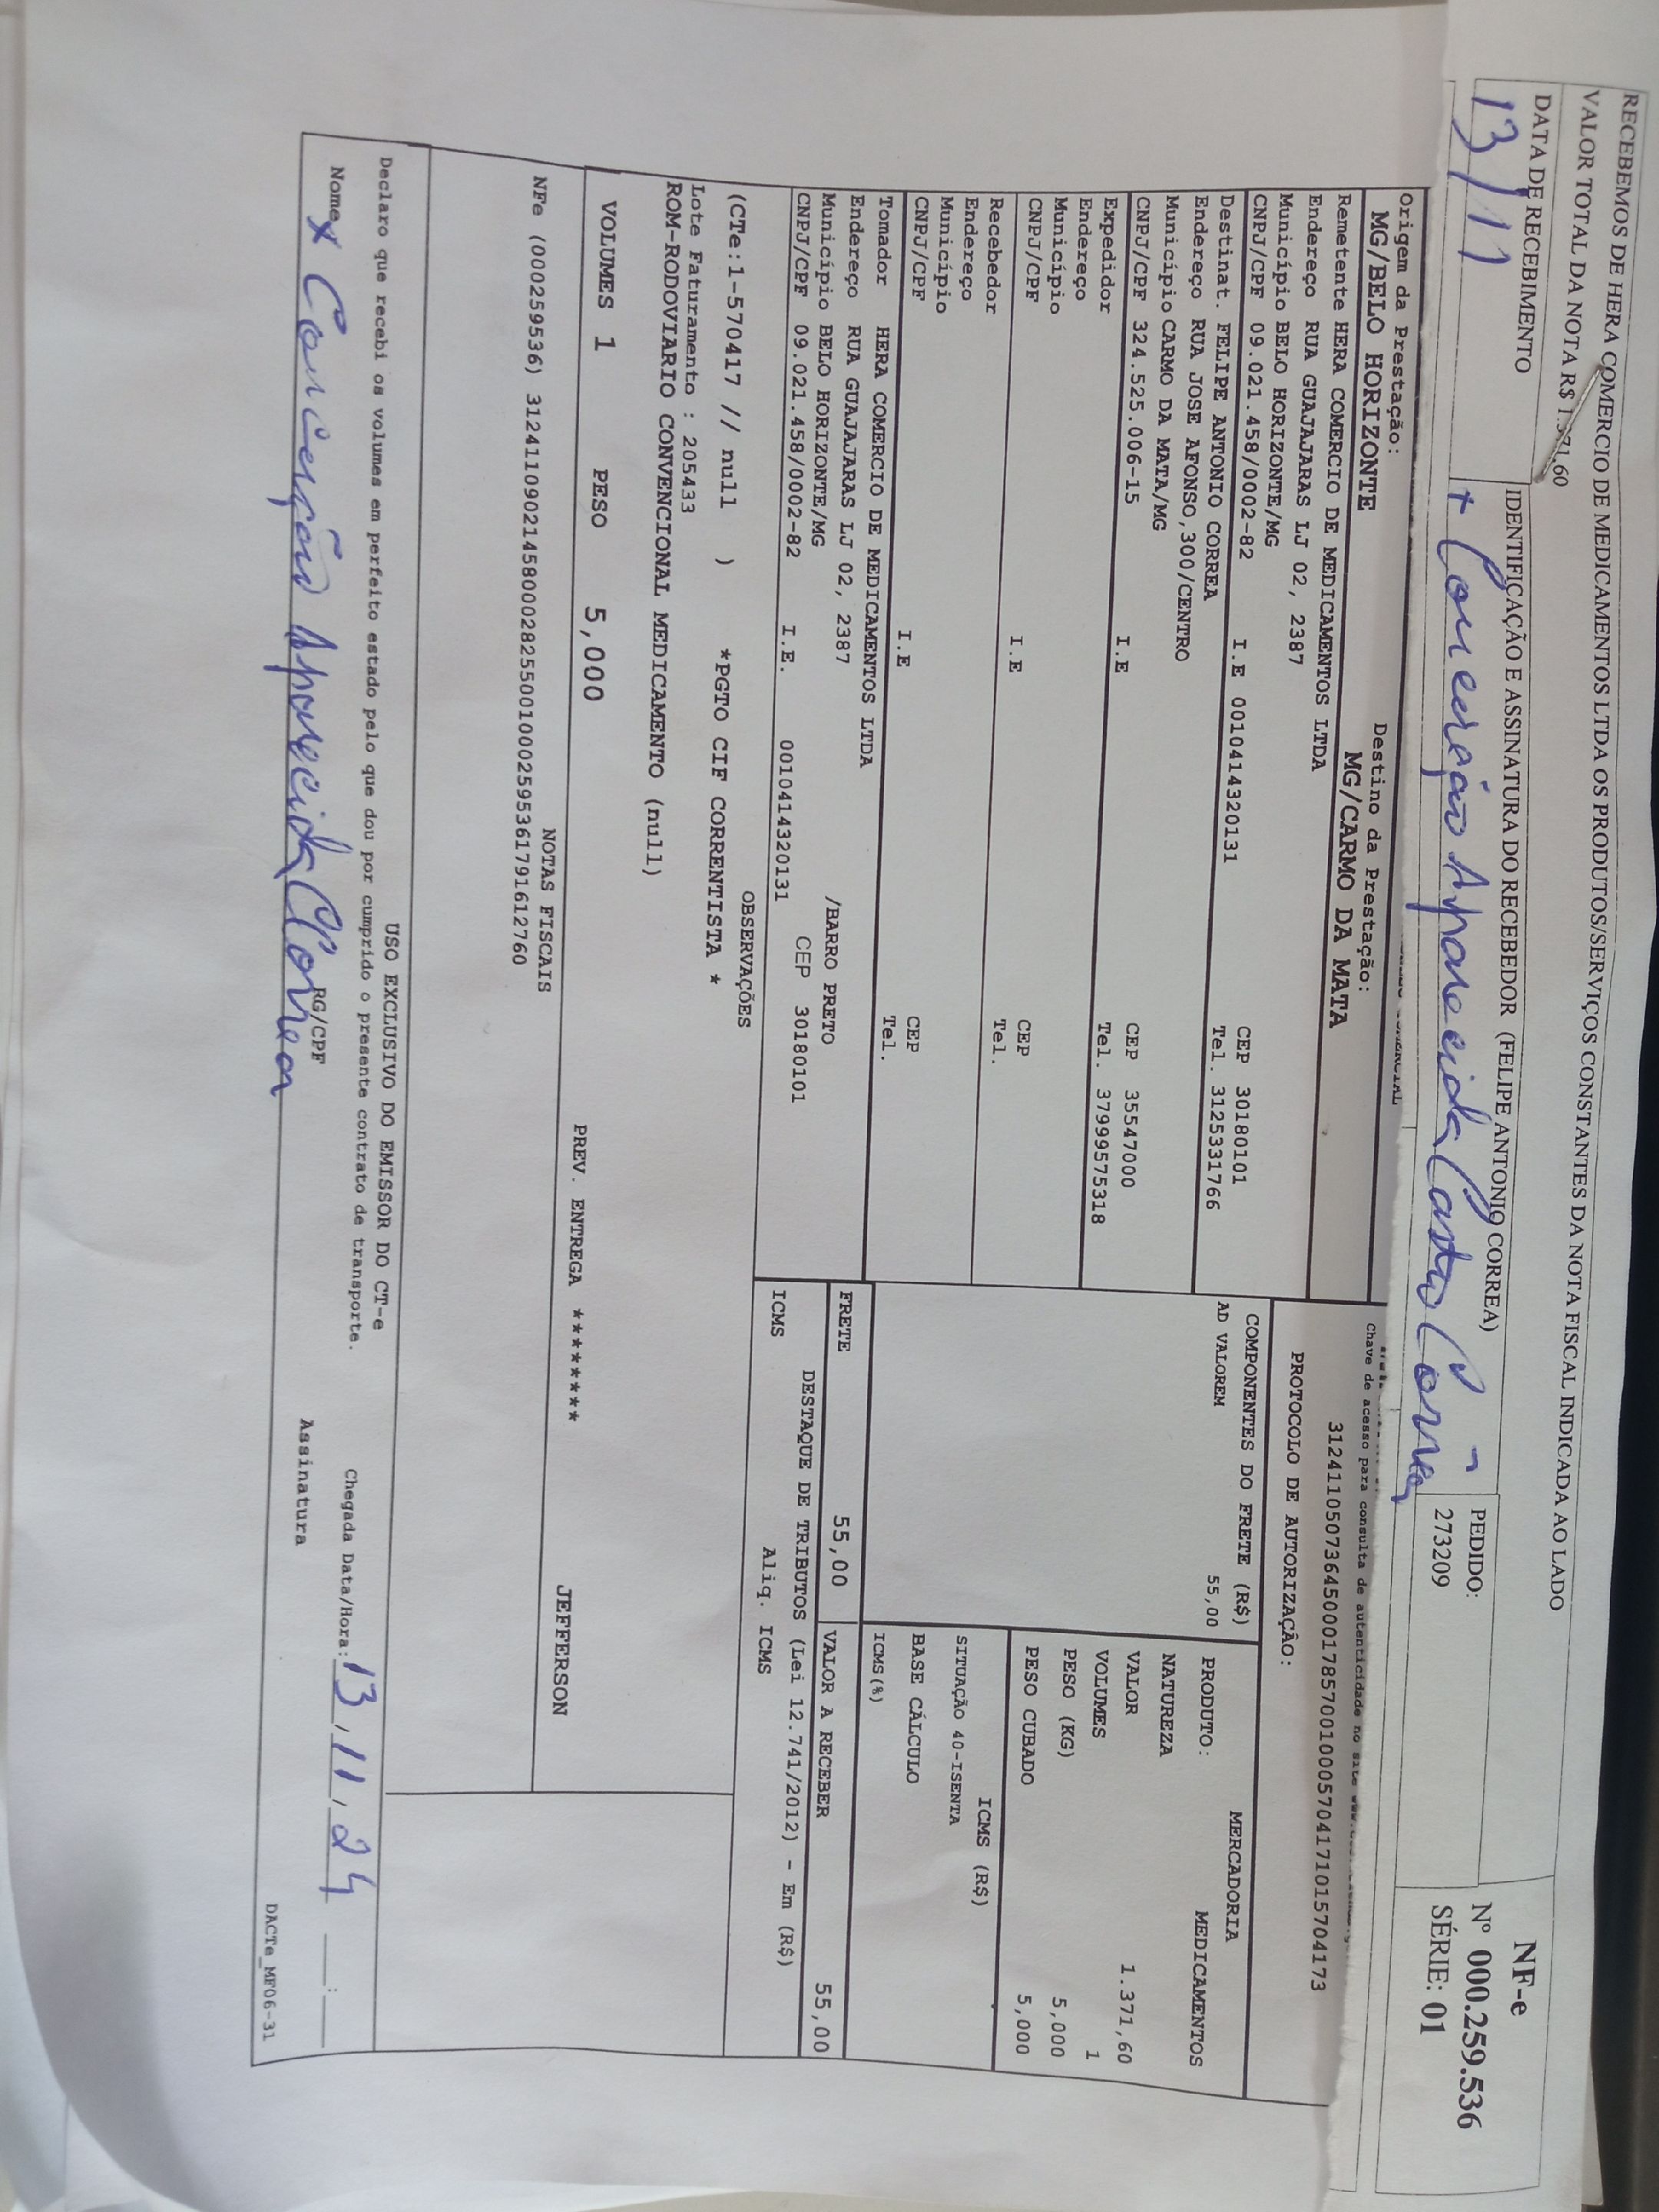 RECEBEMOS DE HERA COMERCIO DE MEDICAMENTOS LTDA OS PRODUTOS/SERVIÇOS CONSTANTES DA NOTA FISCAL INDICADA AO LADO
VALOR TOTAL DA NOTA R$ 1.371,60
DATA DE RECEBIMENTO
13/11
IDENTIFICAÇÃO E ASSINATURA DO RECEBEDOR (FELIPE ANTONIO CORREA)
+ Conceição Aparecida Castro Correa
PEDIDO:
273209
NF-e
Nº 000.259.536
SÉRIE: 01
Chave de acesso para consulta de autenticidade no site
31241105073645000178570010005704171015704173
PROTOCOLO DE AUTORIZAÇÃO:
Origem da Prestação:
MG/BELO HORIZONTE
Destino da Prestação:
MG/CARMO DA MATA
Remetente HERA COMERCIO DE MEDICAMENTOS LTDA
Endereço RUA GUAJAJARAS LJ 02, 2387
Município BELO HORIZONTE/MG CEP 30180101
CNPJ/CPF 09.021.458/0002-82 I.E 0010414320131 Tel. 3125331766
Destinat. FELIPE ANTONIO CORREA
Endereço RUA JOSE AFONSO,300/CENTRO
Município CARMO DA MATA/MG CEP 35547000
CNPJ/CPF 324.525.006-15 I.E Tel. 37999575318
Expedidor
Endereço
Município CEP
CNPJ/CPF I.E Tel.
Recebedor
Endereço
Município CEP
CNPJ/CPF I.E Tel.
Tomador HERA COMERCIO DE MEDICAMENTOS LTDA
Endereço RUA GUAJAJARAS LJ 02, 2387 /BARRO PRETO
Município BELO HORIZONTE/MG CEP 30180101
CNPJ/CPF 09.021.458/0002-82 I.E. 0010414320131
COMPONENTES DO FRETE (R$)
AD VALOREM 55,00
MERCADORIA
PRODUTO: MEDICAMENTOS
NATUREZA
VALOR 1.371,60
VOLUMES 1
PESO (KG) 5,000
PESO CUBADO 5,000
ICMS (R$)
SITUAÇÃO 40-ISENTA
BASE CÁLCULO
ICMS(%)
FRETE 55,00
VALOR A RECEBER 55,00
DESTAQUE DE TRIBUTOS (Lei 12.741/2012) - Em (R$)
ICMS Aliq. ICMS
OBSERVAÇÕES
(CTe:1-570417 // null ) *PGTO CIF CORRENTISTA *
Lote Faturamento : 205433
ROM-RODOVIARIO CONVENCIONAL MEDICAMENTO (null)
VOLUMES 1 PESO 5,000 PREV. ENTREGA ******** JEFFERSON
NOTAS FISCAIS
NFe (000259536) 31241109021458000282550010002595361791612760
USO EXCLUSIVO DO EMISSOR DO CT-e
Declaro que recebi os volumes em perfeito estado pelo que dou por cumprido o presente contrato de transporte.
Chegada Data/Hora: 13,11,24 __:__
Nome x Conceição Aparecida C Correa RG/CPF Assinatura
DACTe_MF06-31